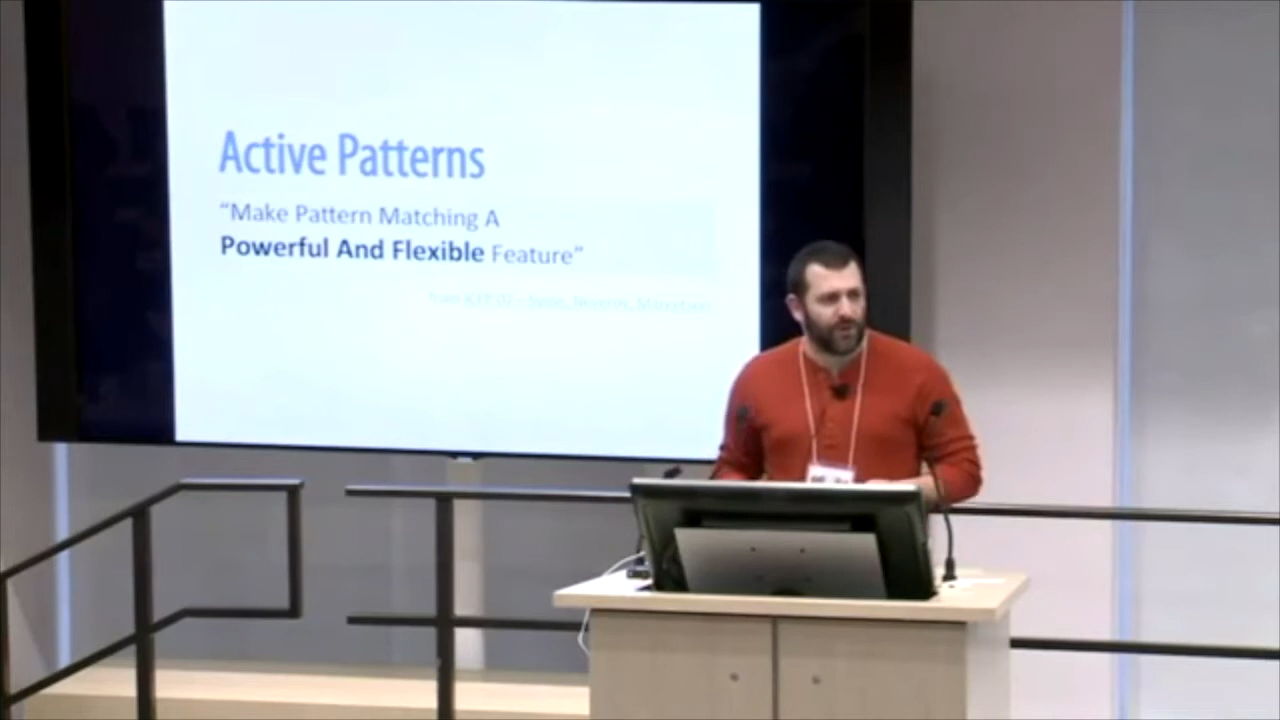 Active Patterns
“Make Pattern Matching A
Powerful And Flexible Feature”